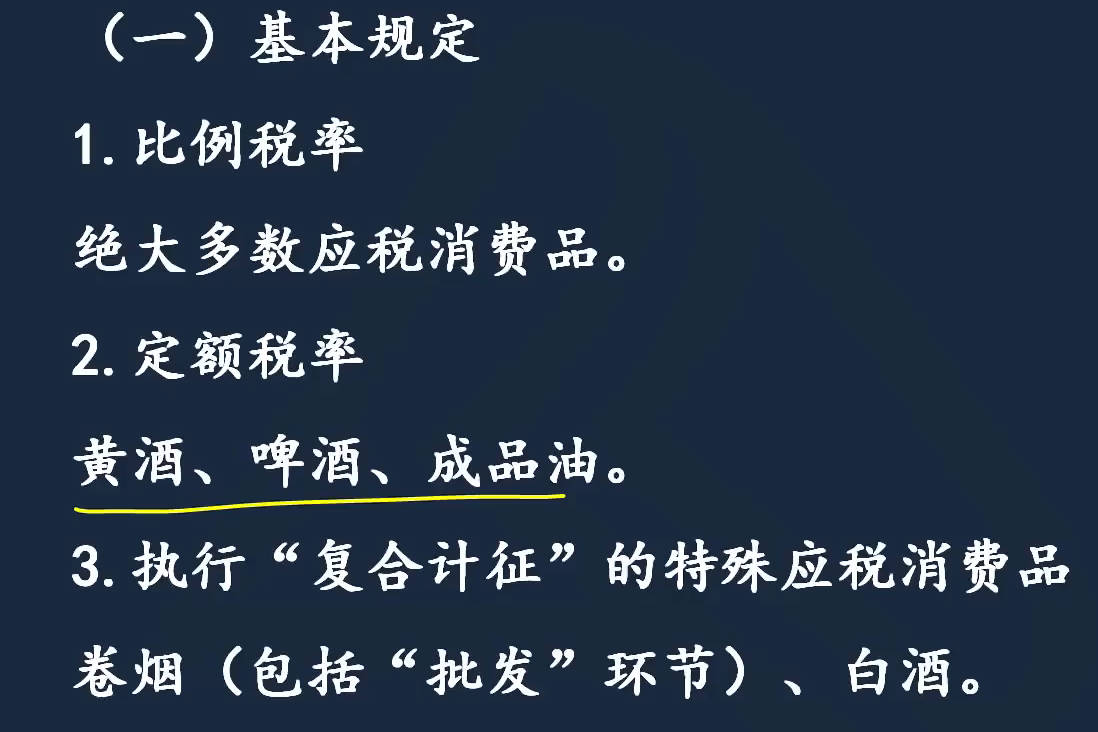 （一）基本规定
1.比例税率
绝大多数应税消费品。
2.定额税率
黄酒、啤酒、成品油。
3.执行“复合计征”的特殊应税消费品
卷烟（包括“批发”环节）、白酒。